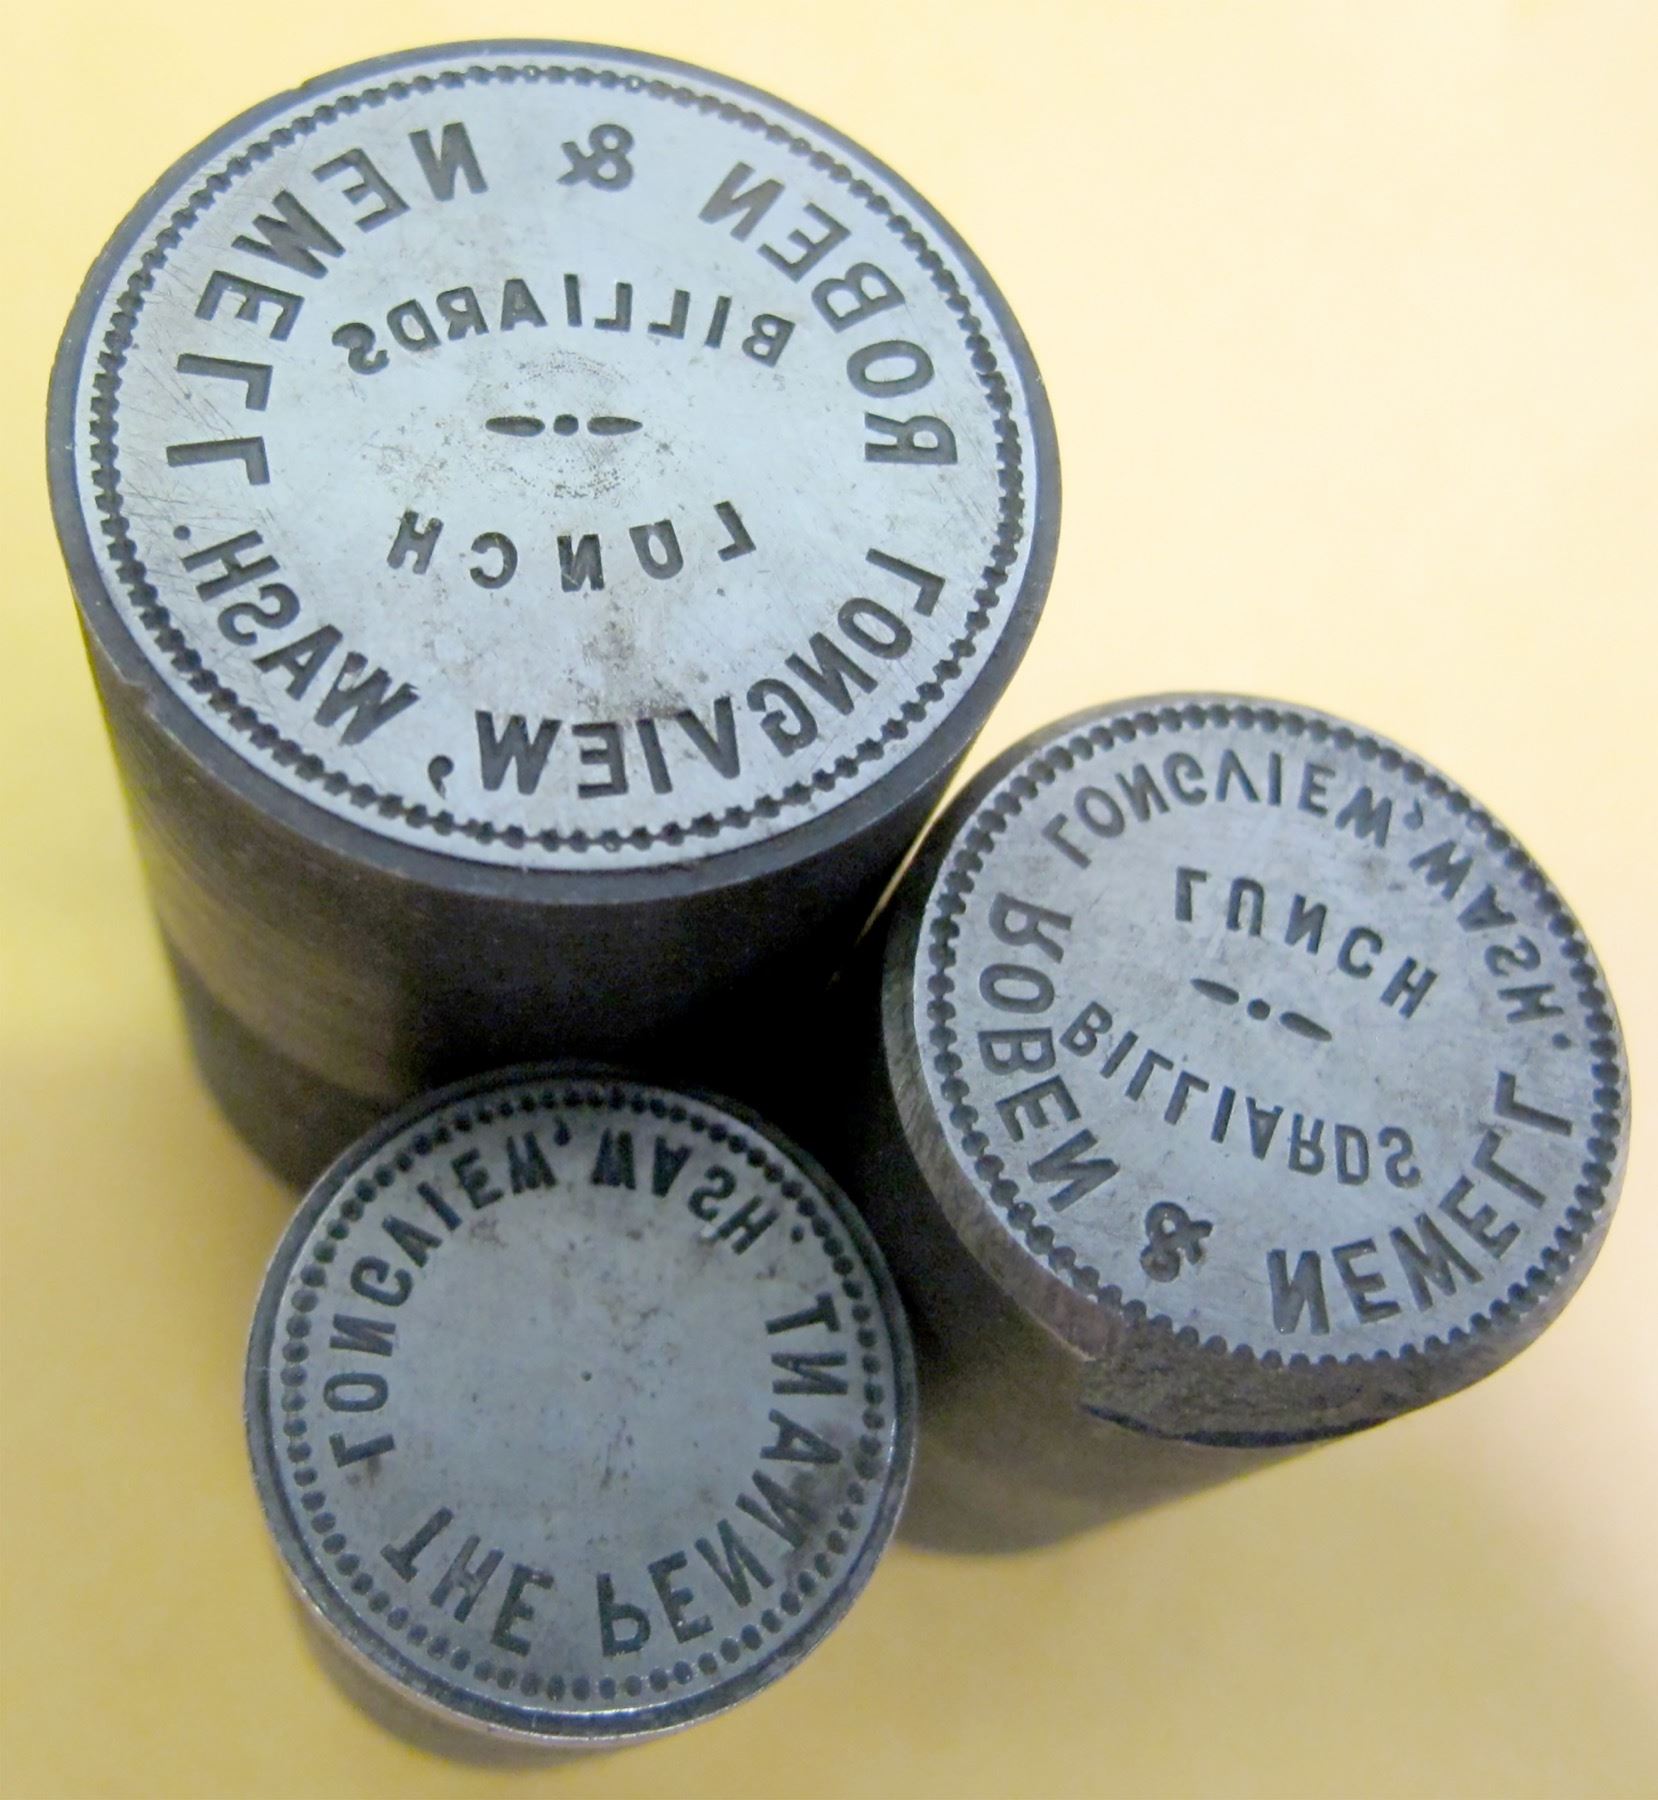 ROBEN & NEWELL
BILLIARDS
LUNCH
LONGVIEW, WASH.
LONGVIEW, WASH.
LUNCH
BILLIARDS
ROBEN & NEWELL
LONGVIEW, WASH.
THE PENNANT